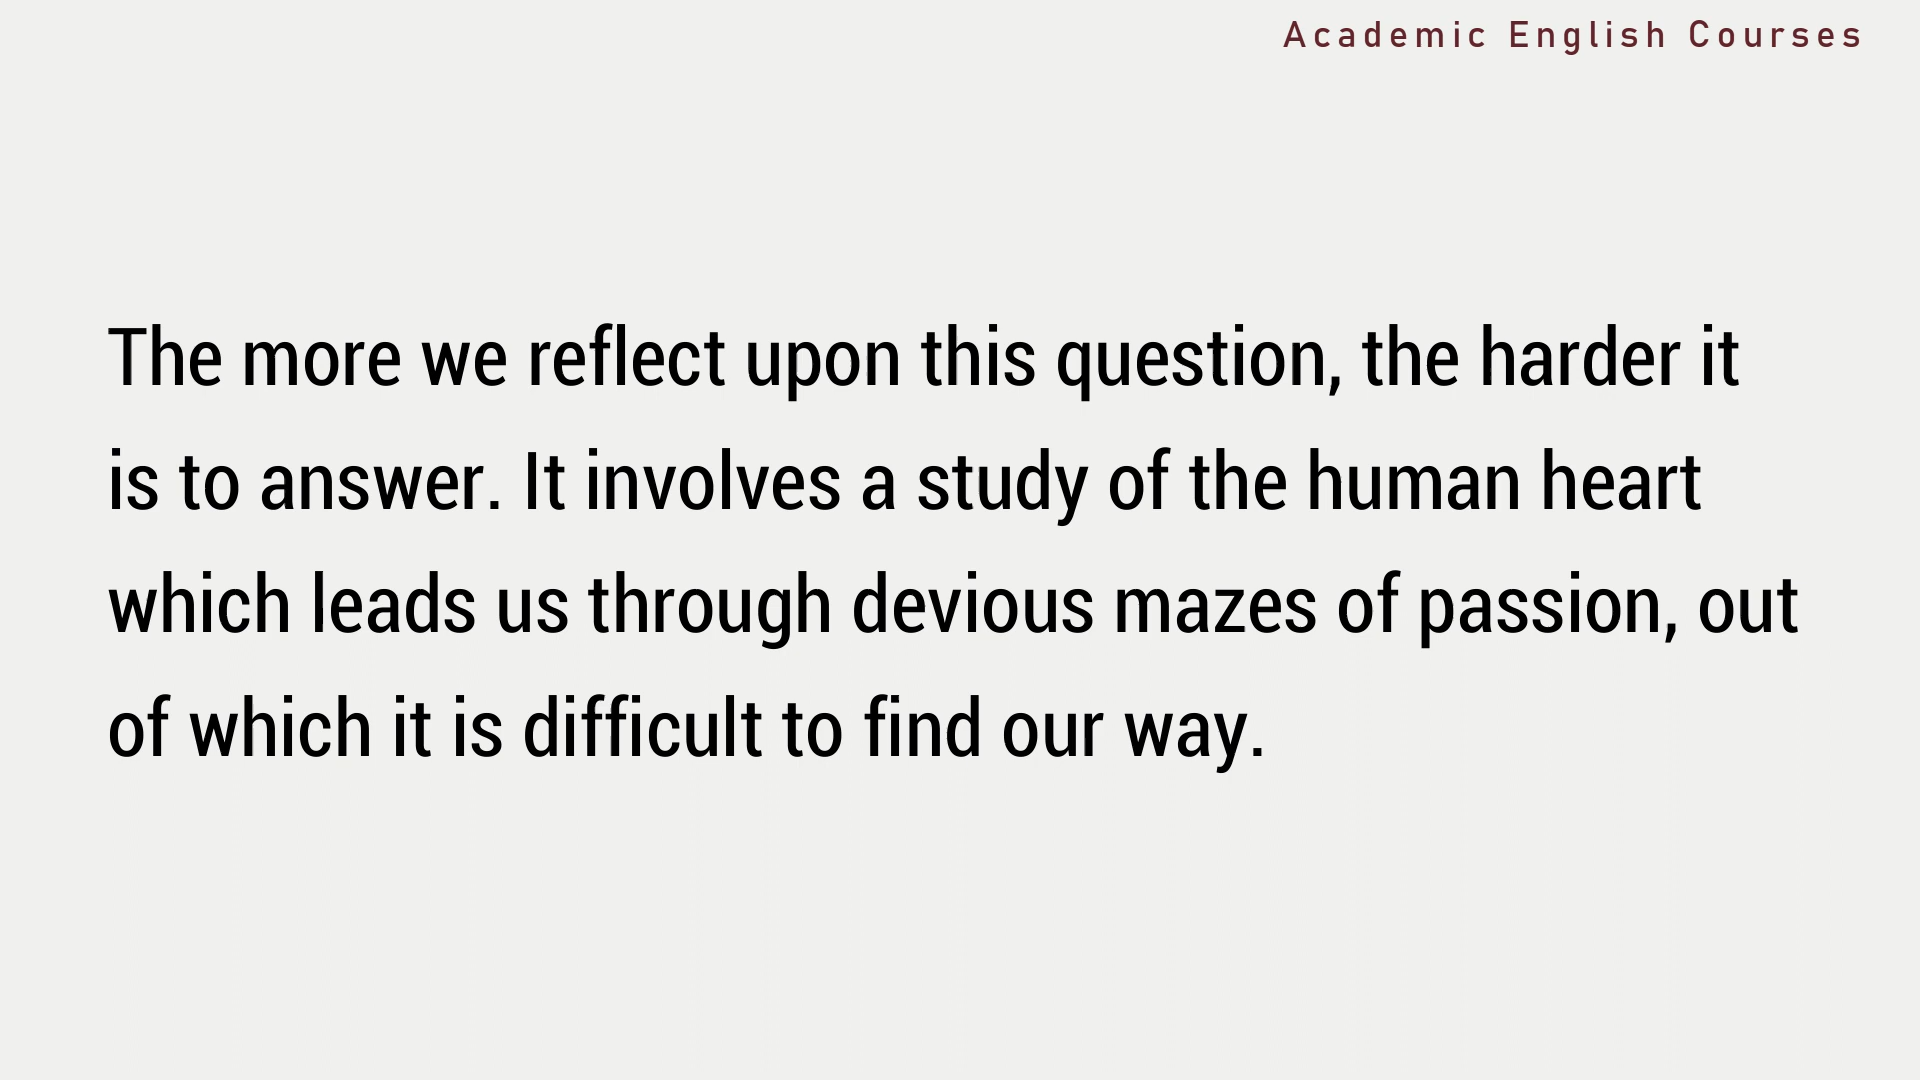 Academic English Courses
The more we reflect upon this question, the harder it
is to answer. It involves a study of the human heart
which leads us through devious mazes of passion, out
of which it is difficult to find our way.